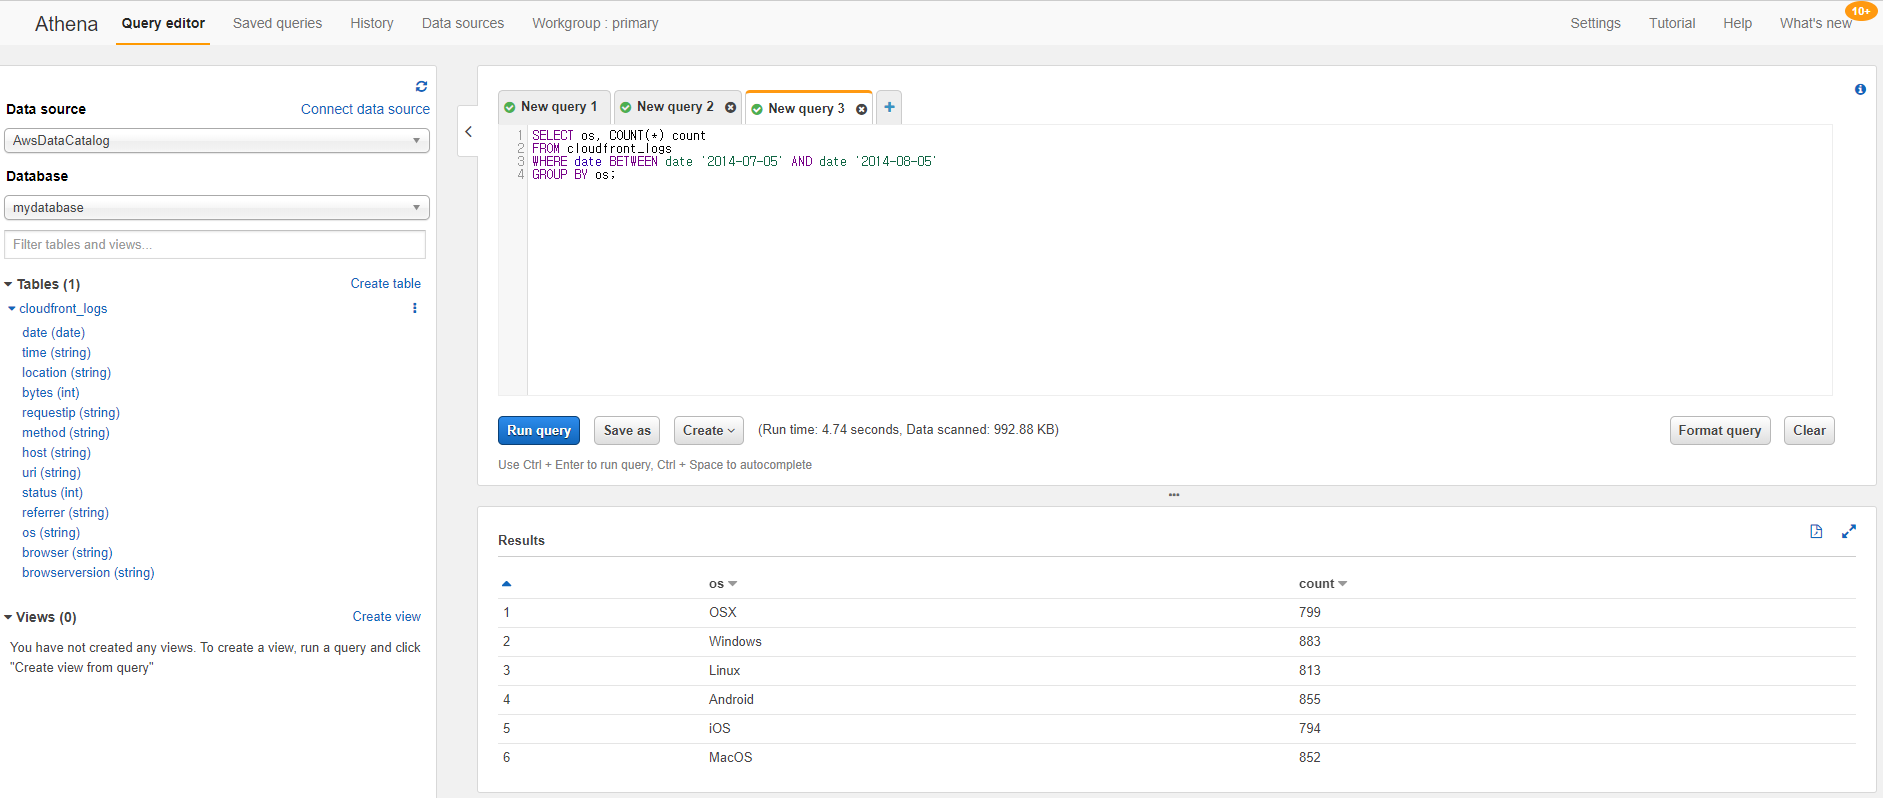 Athena Query editor Saved queries History Data sources Workgroup : primary Settings Tutorial Help What's new 10+
Data source Connect data source
AwsDataCatalog
Database
mydatabase
Filter tables and views...
Tables (1) Create table
cloudfront_logs
date (date)
time (string)
location (string)
bytes (int)
requestip (string)
method (string)
host (string)
uri (string)
status (int)
referrer (string)
os (string)
browser (string)
browserversion (string)
Views (0) Create view
You have not created any views. To create a view, run a query and click
"Create view from query"
New query 1 New query 2 New query 3
1 SELECT os, COUNT(*) count
2 FROM cloudfront_logs
3 WHERE date BETWEEN date '2014-07-05' AND date '2014-08-05'
4 GROUP BY os;
Run query Save as Create (Run time: 4.74 seconds, Data scanned: 992.88 KB) Format query Clear
Use Ctrl + Enter to run query, Ctrl + Space to autocomplete
Results
os count
1 OSX 799
2 Windows 883
3 Linux 813
4 Android 855
5 iOS 794
6 MacOS 852